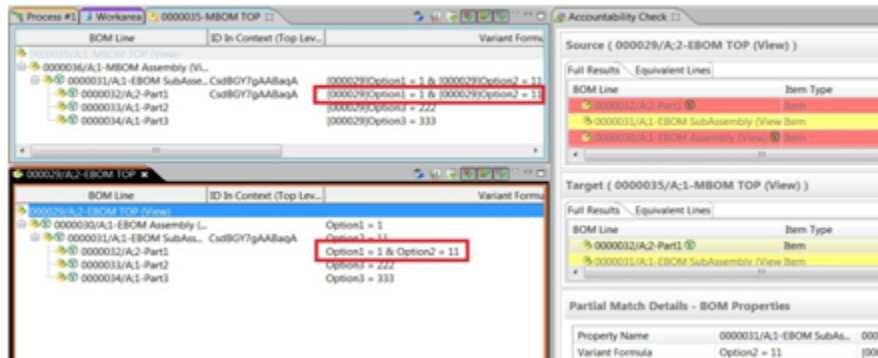 Process #1 Workarea 0000035-MBOM TOP
BOM Line ID In Context (Top Lev... Variant Formu
0000035/A;1-MBOM TOP (View)
0000036/A;1-MBOM Assembly (Vi...
0000031/A;1-EBOM SubAsse... CsdBGY7gAABaqA [000029]Option1 = 1 & [000029]Option2 = 11
0000032/A;2-Part1 CsdBGY7gAABaqA [000029]Option1 = 1 & [000029]Option2 = 11
0000033/A;1-Part2 [000029]Option3 = 222
0000034/A;1-Part3 [000029]Option3 = 333
000029/A;2-EBOM TOP
BOM Line ID In Context (Top Lev... Variant Formu
000029/A;2-EBOM TOP (View)
0000030/A;1-EBOM Assembly (... Option1 = 1
0000031/A;1-EBOM SubAss... CsdBGY7gAABaqA Option2 = 11
0000032/A;2-Part1 Option1 = 1 & Option2 = 11
0000033/A;1-Part2 Option3 = 222
0000034/A;1-Part3 Option3 = 333
Accountability Check
Source ( 000029/A;2-EBOM TOP (View) )
Full Results Equivalent Lines
BOM Line Item Type
0000032/A;2-Part1 Item
0000031/A;1-EBOM SubAssembly (View Item
0000030/A;1-EBOM Assembly (View) Item
Target ( 0000035/A;1-MBOM TOP (View) )
Full Results Equivalent Lines
BOM Line Item Type
0000032/A;2-Part1 Item
0000031/A;1-EBOM SubAssembly (View Item
Partial Match Details - BOM Properties
Property Name 0000031/A;1-EBOM SubAs... 000
Variant Formula Option2 = 11 [000